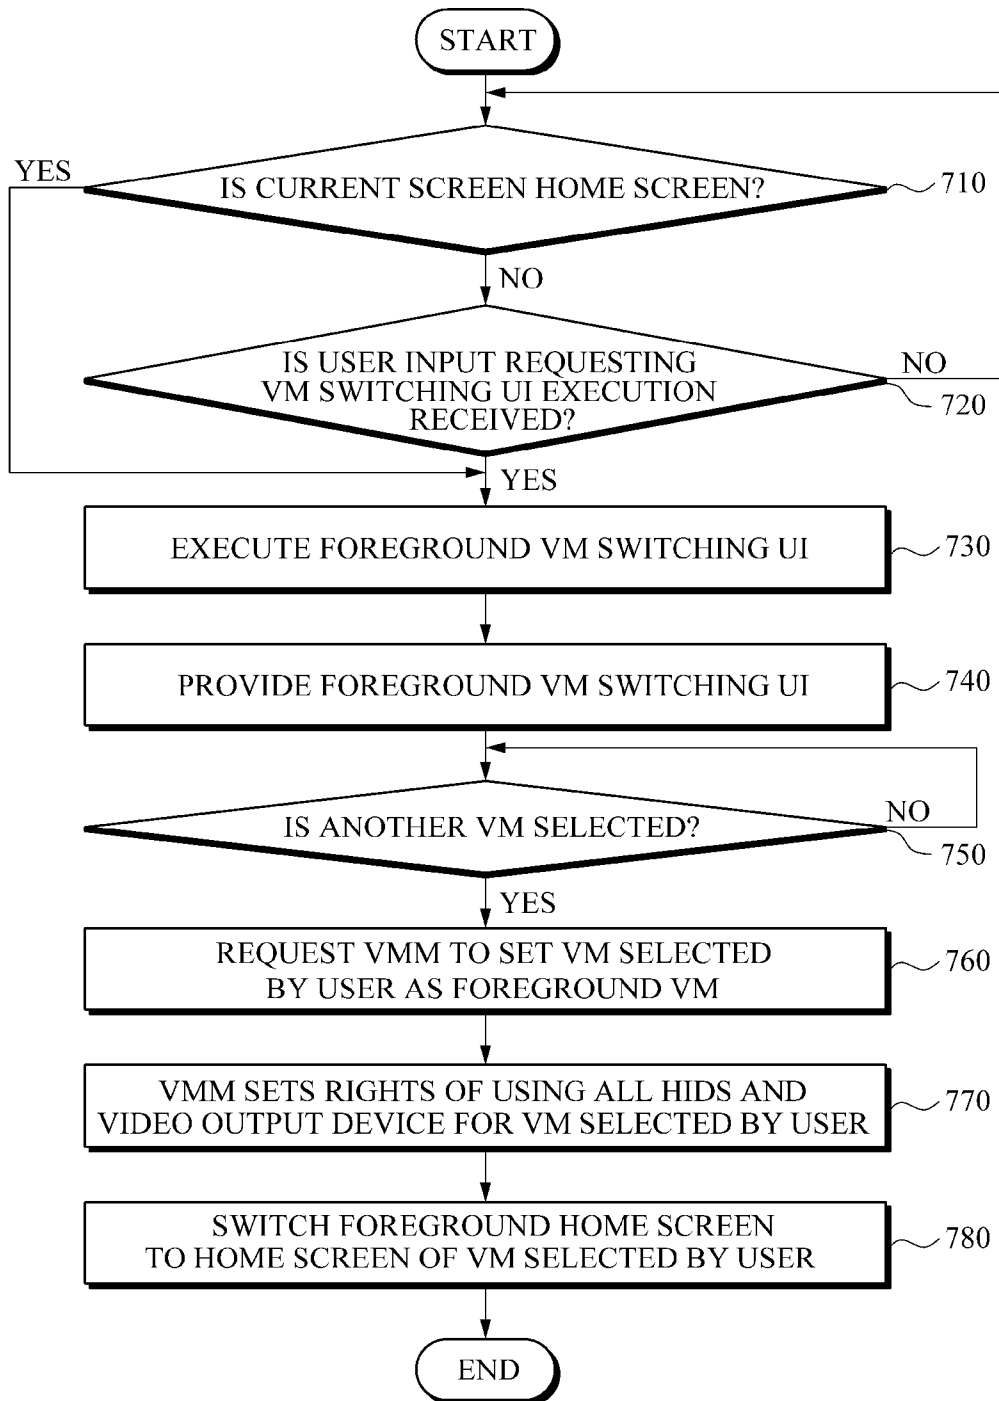 START
YES
IS CURRENT SCREEN HOME SCREEN?
710
NO
IS USER INPUT REQUESTING
VM SWITCHING UI EXECUTION
RECEIVED?
NO
720
YES
EXECUTE FOREGROUND VM SWITCHING UI
730
PROVIDE FOREGROUND VM SWITCHING UI
740
IS ANOTHER VM SELECTED?
NO
750
YES
REQUEST VMM TO SET VM SELECTED
BY USER AS FOREGROUND VM
760
VMM SETS RIGHTS OF USING ALL HIDS AND
VIDEO OUTPUT DEVICE FOR VM SELECTED BY USER
770
SWITCH FOREGROUND HOME SCREEN
TO HOME SCREEN OF VM SELECTED BY USER
780
END